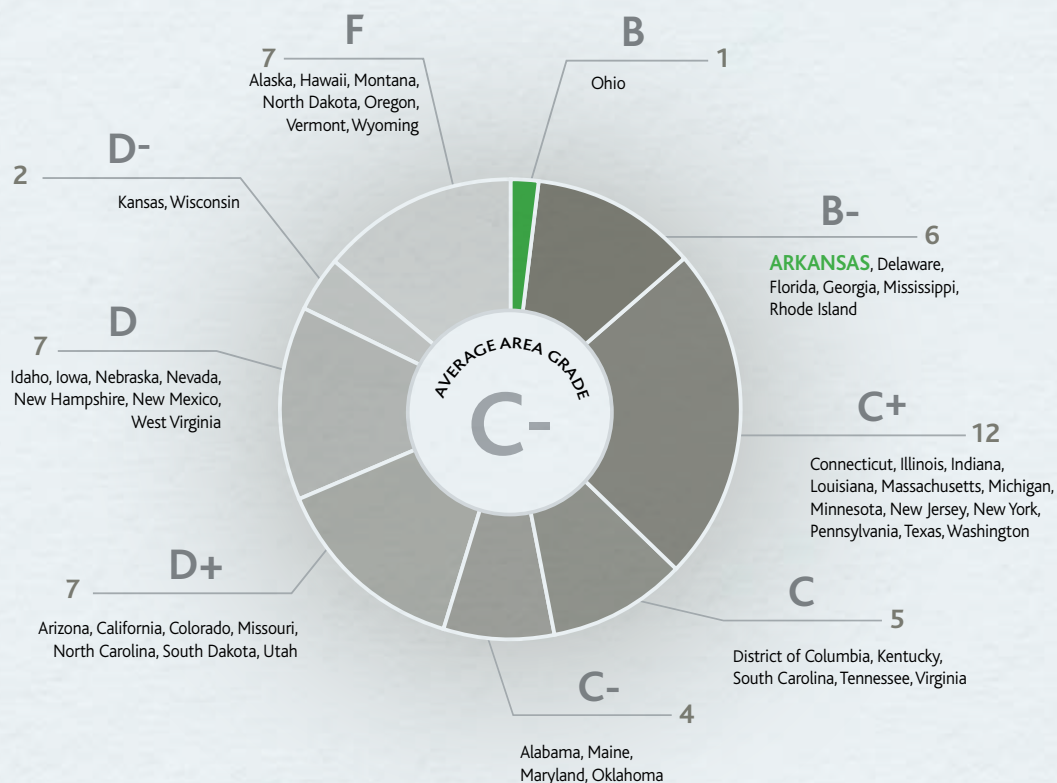 F
7
Alaska, Hawaii, Montana,
North Dakota, Oregon,
Vermont, Wyoming
B
1
Ohio
D-
2
Kansas, Wisconsin
B-
6
ARKANSAS, Delaware,
Florida, Georgia, Mississippi,
Rhode Island
D
7
Idaho, Iowa, Nebraska, Nevada,
New Hampshire, New Mexico,
West Virginia
AVERAGE AREA GRADE
C-
C+
12
Connecticut, Illinois, Indiana,
Louisiana, Massachusetts, Michigan,
Minnesota, New Jersey, New York,
Pennsylvania, Texas, Washington
D+
7
Arizona, California, Colorado, Missouri,
North Carolina, South Dakota, Utah
C
5
District of Columbia, Kentucky,
South Carolina, Tennessee, Virginia
C-
4
Alabama, Maine,
Maryland, Oklahoma